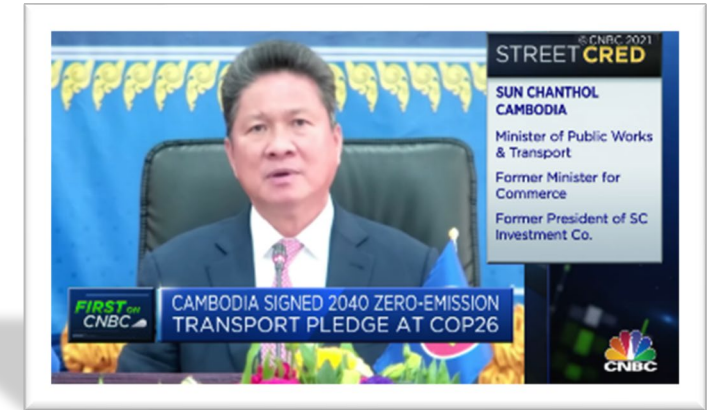 © CNBC 2021
STREET CRED
SUN CHANTHOL
CAMBODIA
Minister of Public Works
& Transport
Former Minister for
Commerce
Former President of SC
Investment Co.
FIRST ON
CNBC
CAMBODIA SIGNED 2040 ZERO-EMISSION
TRANSPORT PLEDGE AT COP26
CNBC